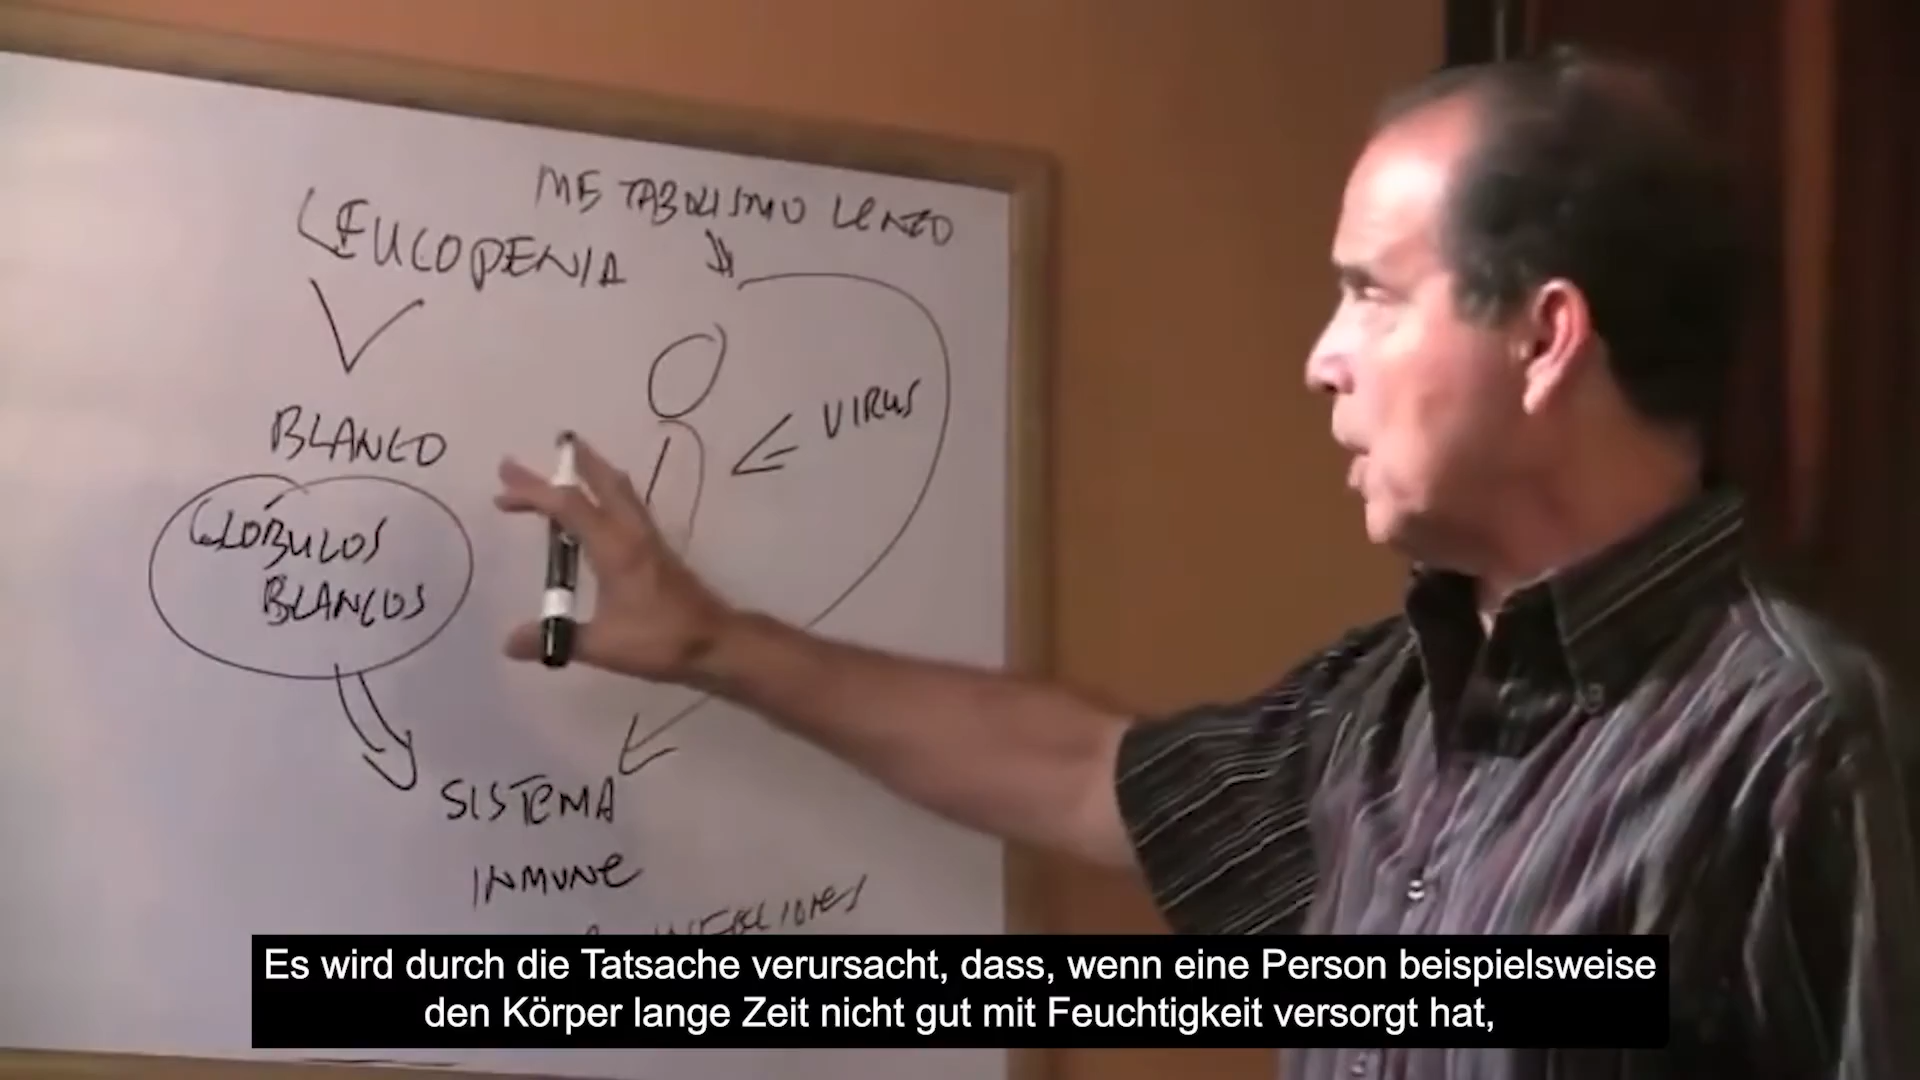 METABOLISMO LENTO
LEUCOPENIA
VIRUS
BLANCO
GLÓBULOS
BLANCOS
SISTEMA
INMUNE
INFECCIONES
Es wird durch die Tatsache verursacht, dass, wenn eine Person beispielsweise
den Körper lange Zeit nicht gut mit Feuchtigkeit versorgt hat,